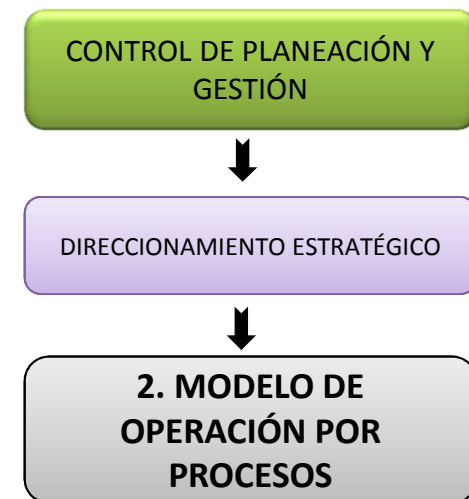 CONTROL DE PLANEACIÓN Y
GESTIÓN
DIRECCIONAMIENTO ESTRATÉGICO
2. MODELO DE
OPERACIÓN POR
PROCESOS